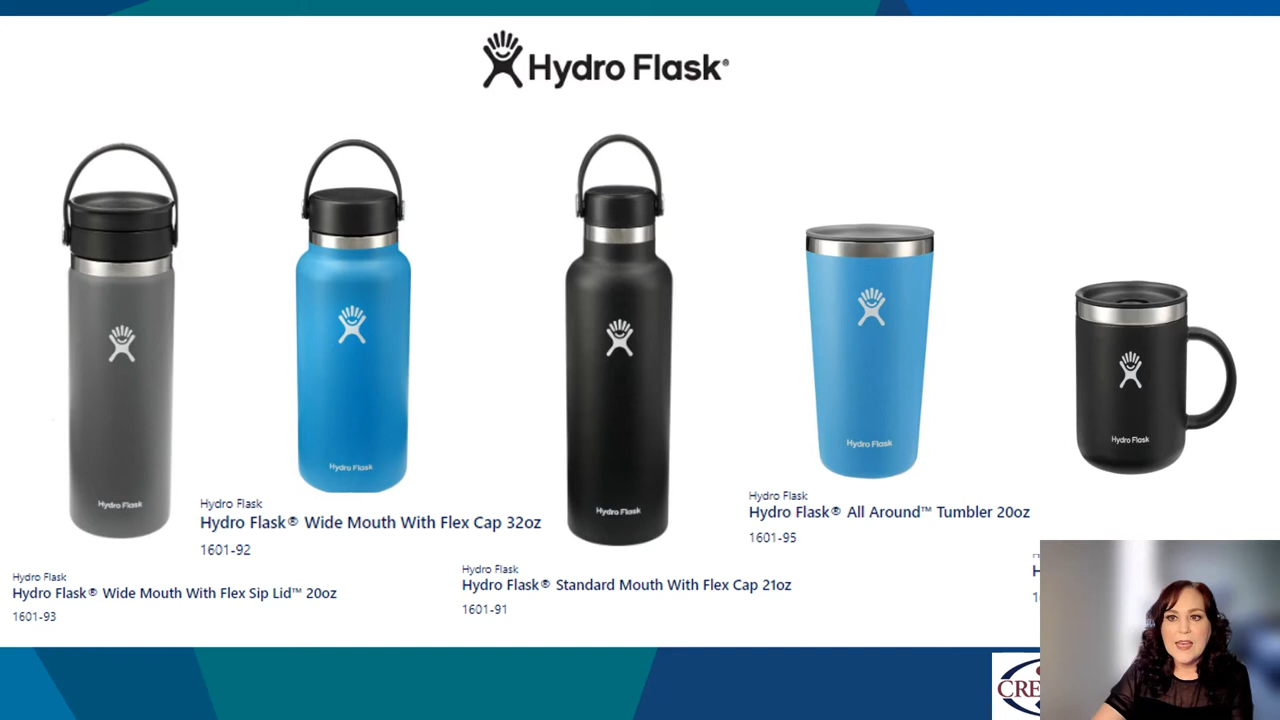 Hydro Flask®
Hydro Flask
Hydro Flask
Hydro Flask
Hydro Flask
Hydro Flask
Hydro Flask
Hydro Flask® Wide Mouth With Flex Cap 32oz
1601-92
Hydro Flask
Hydro Flask® All Around™ Tumbler 20oz
1601-95
Hydro Flask
Hydro Flask® Wide Mouth With Flex Sip Lid™ 20oz
1601-93
Hydro Flask
Hydro Flask® Standard Mouth With Flex Cap 21oz
1601-91